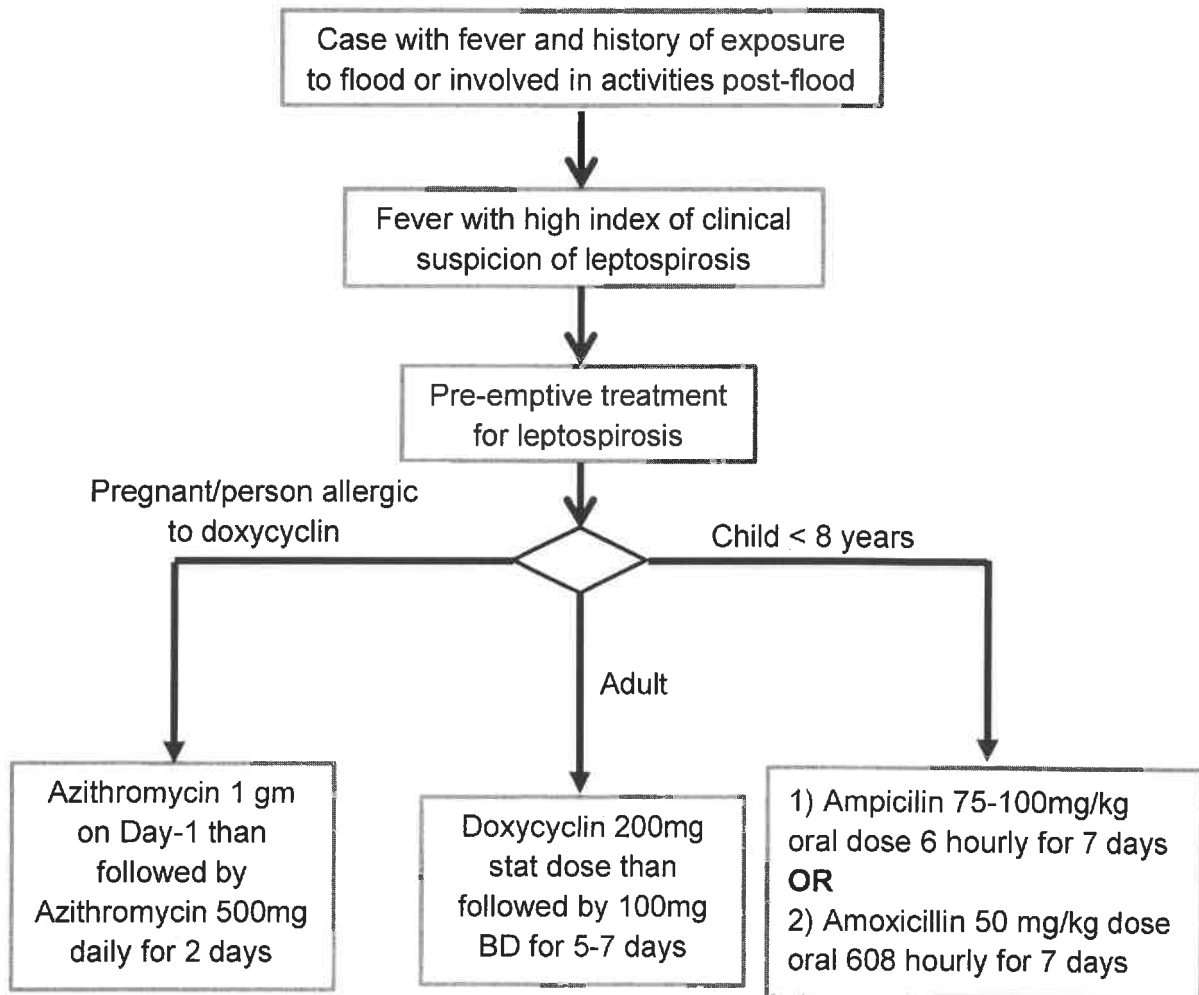 Case with fever and history of exposure
to flood or involved in activities post-flood
Fever with high index of clinical
suspicion of leptospirosis
Pre-emptive treatment
for leptospirosis
Pregnant/person allergic
to doxycyclin
Child < 8 years
Adult
Azithromycin 1 gm
on Day-1 than
followed by
Azithromycin 500mg
daily for 2 days
Doxycyclin 200mg
stat dose than
followed by 100mg
BD for 5-7 days
1) Ampicilin 75-100mg/kg
oral dose 6 hourly for 7 days
OR
2) Amoxicillin 50 mg/kg dose
oral 608 hourly for 7 days